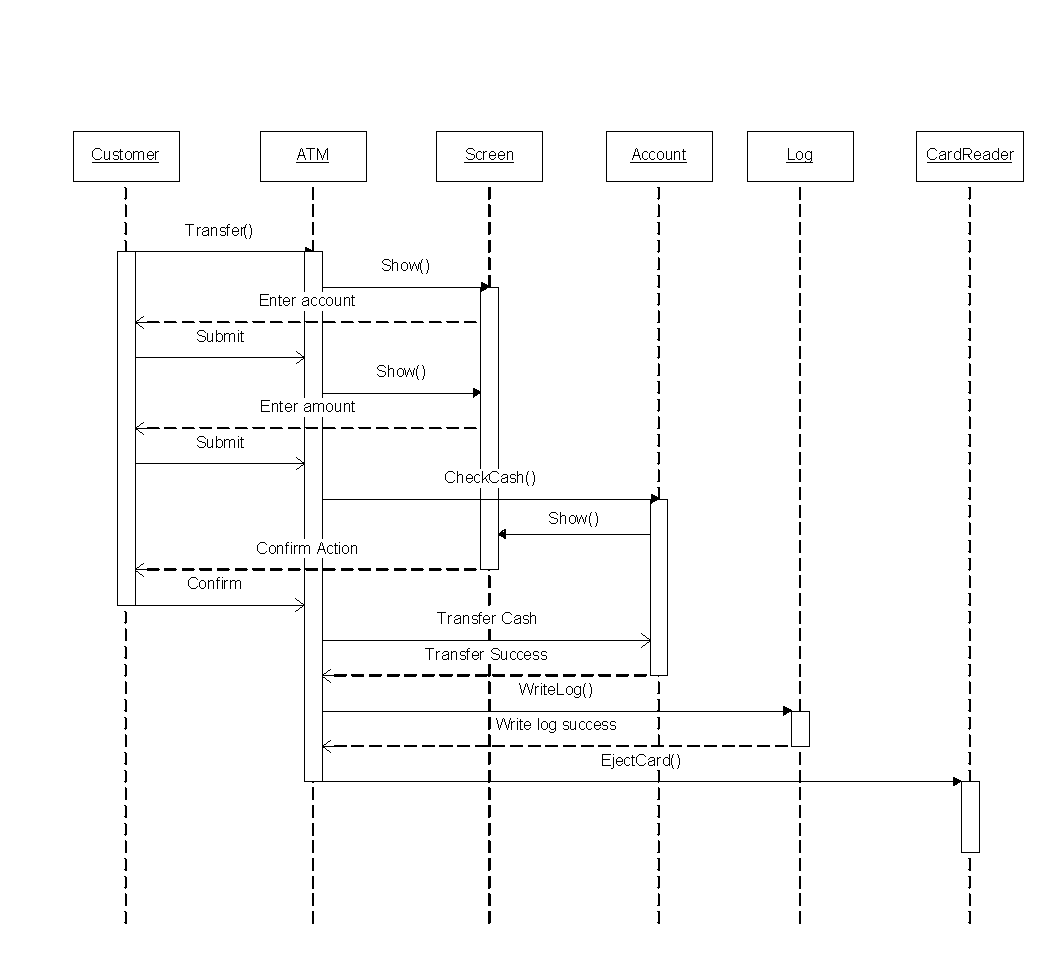 Customer
ATM
Screen
Account
Log
CardReader
Transfer()
Show()
Enter account
Submit
Show()
Enter amount
Submit
CheckCash()
Show()
Confirm Action
Confirm
Transfer Cash
Transfer Success
WriteLog()
Write log success
EjectCard()